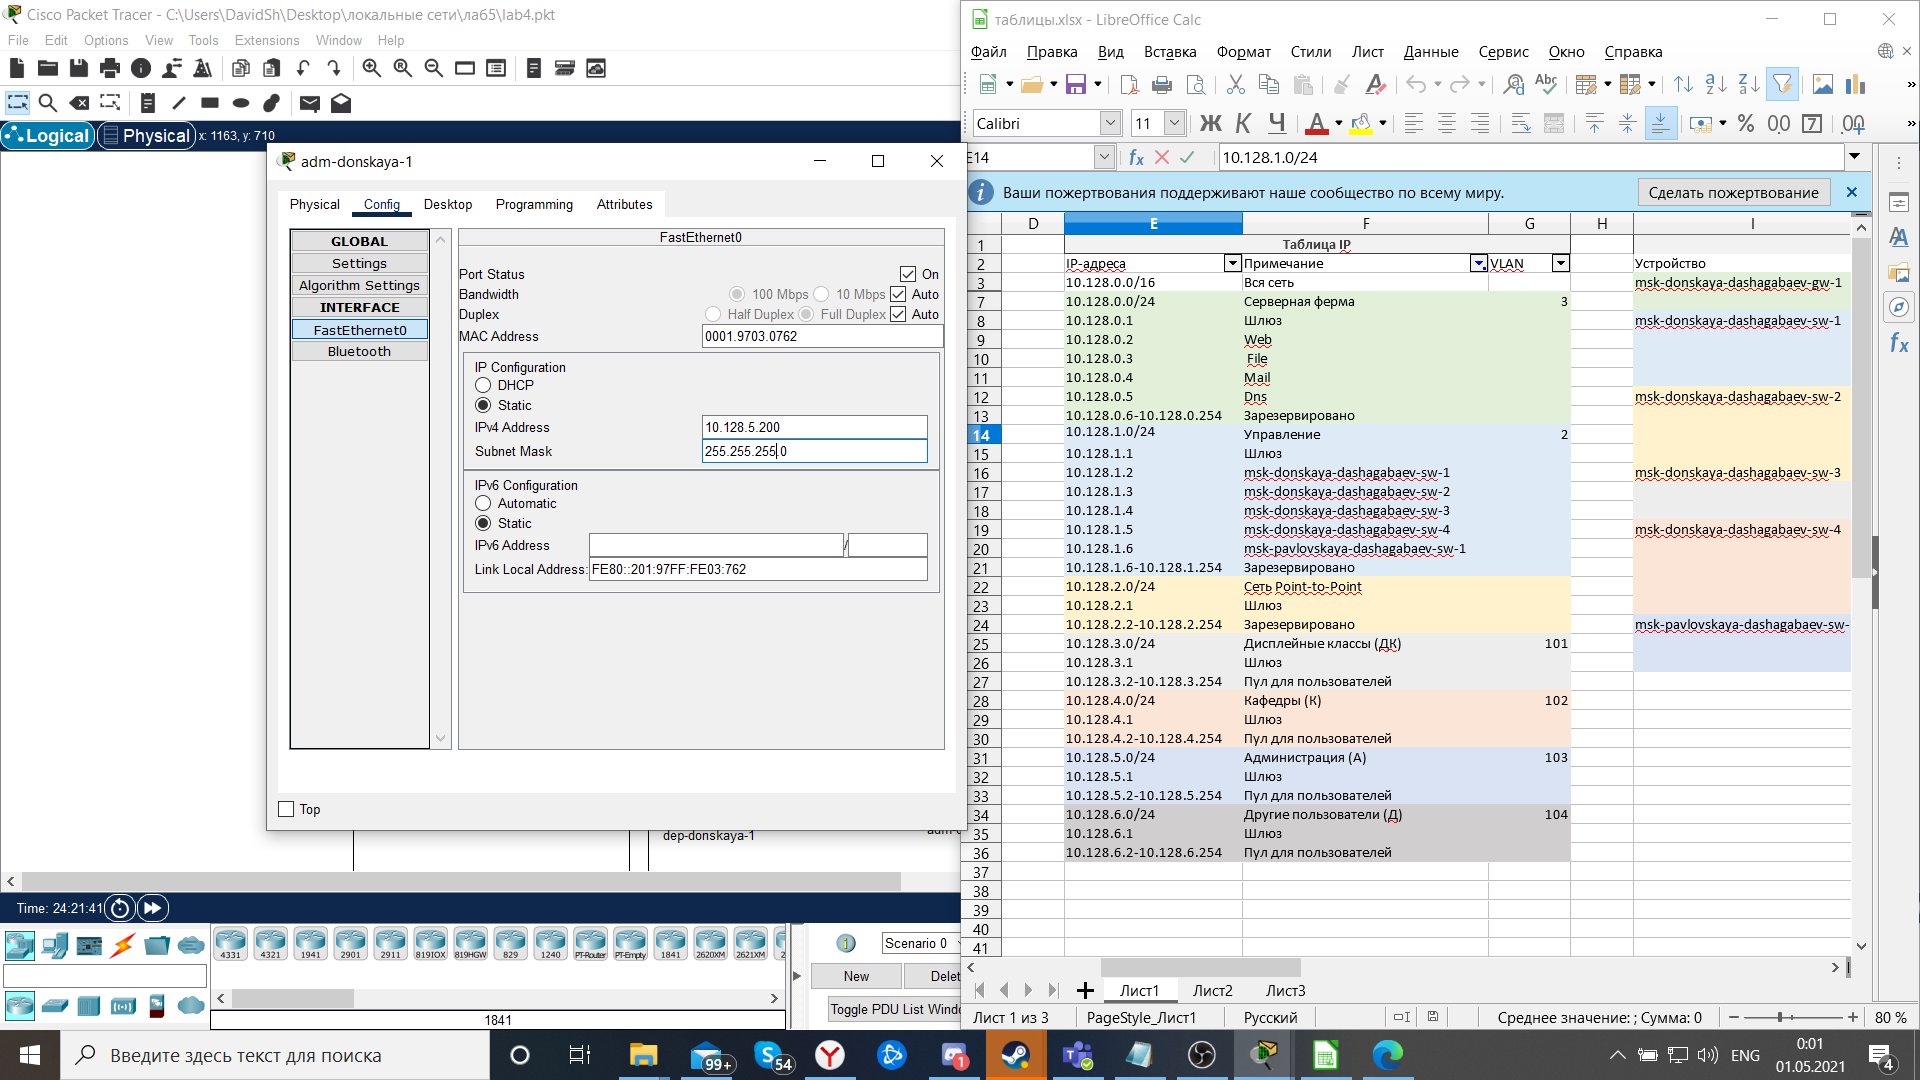 Cisco Packet Tracer - C:\Users\DavidSh\Desktop\локальные сети\лаб5\lab4.pkt
File Edit Options View Tools Extensions Window Help
Logical Physical x: 1163, y: 710
adm-donskaya-1
Physical Config Desktop Programming Attributes
GLOBAL
Settings
Algorithm Settings
INTERFACE
FastEthernet0
Bluetooth
FastEthernet0
Port Status On
Bandwidth 100 Mbps 10 Mbps Auto
Duplex Half Duplex Full Duplex Auto
MAC Address 0001.9703.0762
IP Configuration
DHCP
Static
IPv4 Address 10.128.5.200
Subnet Mask 255.255.255.0
IPv6 Configuration
Automatic
Static
IPv6 Address /
Link Local Address: FE80::201:97FF:FE03:762
Top
dep-donskaya-1
Time: 24:21:41
4331 4321 1941 2901 2911 819IOX 819HGW 829 1240 PT-Router PT-Empty 1841 2620XM 2621XM
1841
Scenario 0
New Delet
Toggle PDU List Windo
таблицы.xlsx - LibreOffice Calc
Файл Правка Вид Вставка Формат Стили Лист Данные Сервис Окно Справка
Calibri 11 Ж К Ч
E14 10.128.1.0/24
Ваши пожертвования поддерживают наше сообщество по всему миру. Сделать пожертвование
D E F G H I
1 Таблица IP
2 IP-адреса Примечание VLAN Устройство
3 10.128.0.0/16 Вся сеть msk-donskaya-dashagabaev-gw-1
7 10.128.0.0/24 Серверная ферма 3
8 10.128.0.1 Шлюз msk-donskaya-dashagabaev-sw-1
9 10.128.0.2 Web
10 10.128.0.3 File
11 10.128.0.4 Mail
12 10.128.0.5 Dns msk-donskaya-dashagabaev-sw-2
13 10.128.0.6-10.128.0.254 Зарезервировано
14 10.128.1.0/24 Управление 2
15 10.128.1.1 Шлюз
16 10.128.1.2 msk-donskaya-dashagabaev-sw-1 msk-donskaya-dashagabaev-sw-3
17 10.128.1.3 msk-donskaya-dashagabaev-sw-2
18 10.128.1.4 msk-donskaya-dashagabaev-sw-3
19 10.128.1.5 msk-donskaya-dashagabaev-sw-4 msk-donskaya-dashagabaev-sw-4
20 10.128.1.6 msk-pavlovskaya-dashagabaev-sw-1
21 10.128.1.6-10.128.1.254 Зарезервировано
22 10.128.2.0/24 Сеть Point-to-Point
23 10.128.2.1 Шлюз
24 10.128.2.2-10.128.2.254 Зарезервировано msk-pavlovskaya-dashagabaev-sw-
25 10.128.3.0/24 Дисплейные классы (ДК) 101
26 10.128.3.1 Шлюз
27 10.128.3.2-10.128.3.254 Пул для пользователей
28 10.128.4.0/24 Кафедры (К) 102
29 10.128.4.1 Шлюз
30 10.128.4.2-10.128.4.254 Пул для пользователей
31 10.128.5.0/24 Администрация (А) 103
32 10.128.5.1 Шлюз
33 10.128.5.2-10.128.5.254 Пул для пользователей
34 10.128.6.0/24 Другие пользователи (Д) 104
35 10.128.6.1 Шлюз
36 10.128.6.2-10.128.6.254 Пул для пользователей
37
38
39
40
41
Лист1 Лист2 Лист3
Лист 1 из 3 PageStyle_Лист1 Русский Среднее значение: ; Сумма: 0 80 %
Введите здесь текст для поиска 99+ 54 1 ENG 0:01 01.05.2021 4